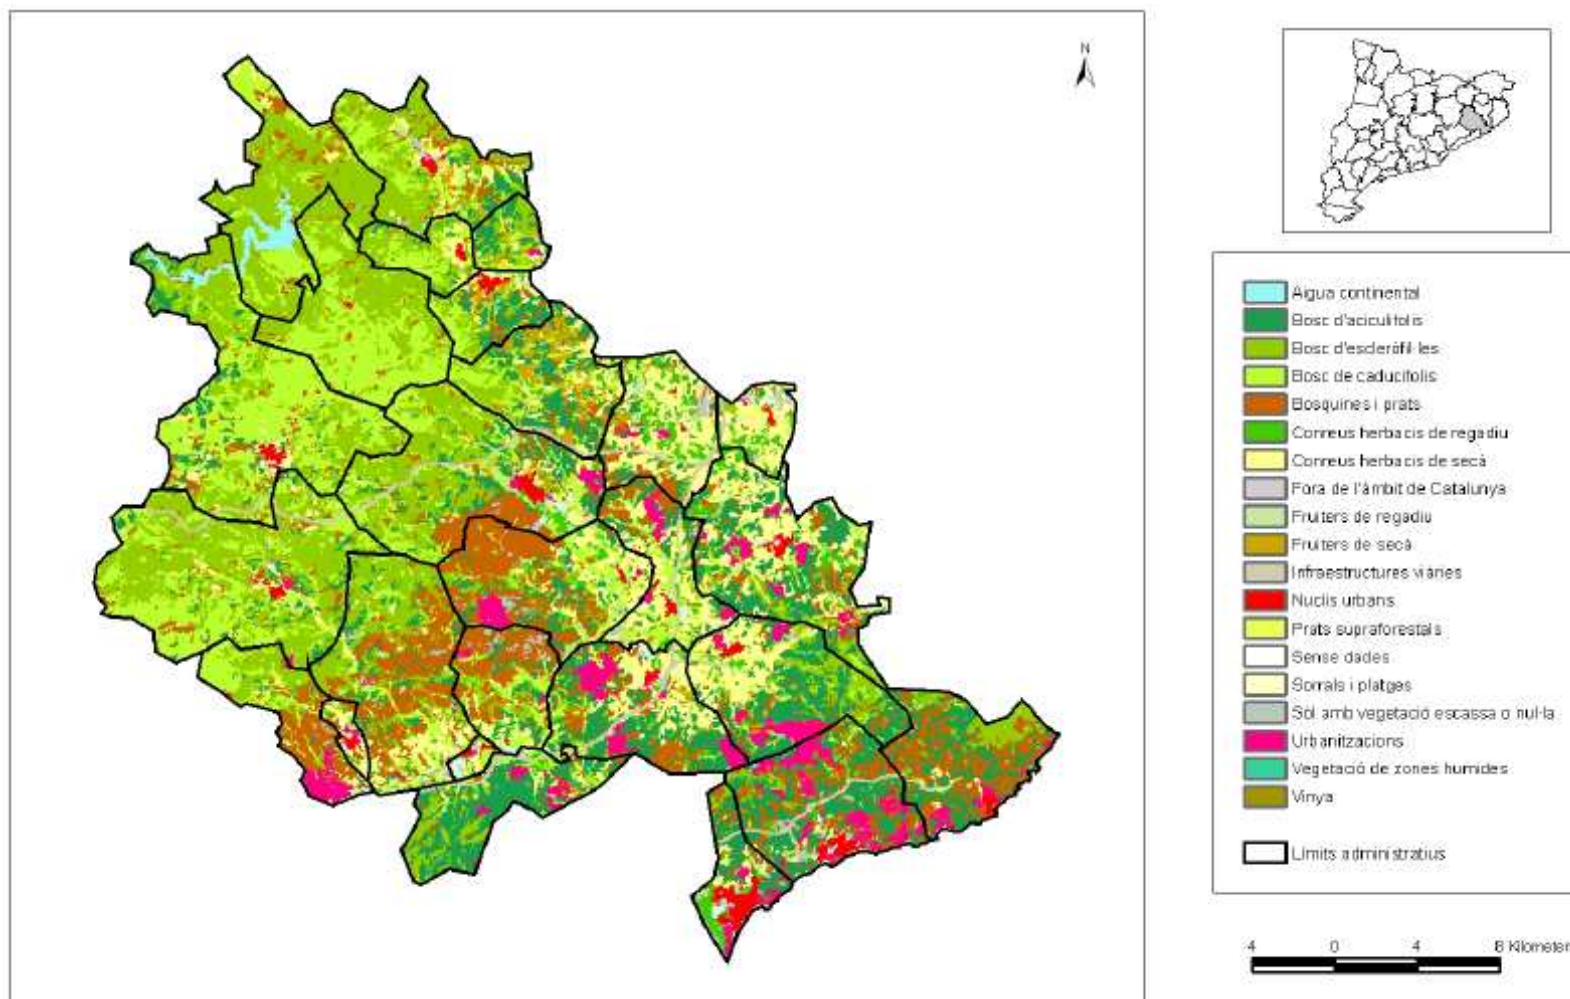 N
Aigua continental
Bosc d'aciculifolis
Bosc d'escleròfil·les
Bosc de caducifolis
Bosquines i prats
Conreus herbacis de regadiu
Conreus herbacis de secà
Fora de l'àmbit de Catalunya
Fruiters de regadiu
Fruiters de secà
Infraestructures viàries
Nuclis urbans
Prats supraforestals
Sense dades
Sorrals i platges
Sòl amb vegetació escassa o nul·la
Urbanitzacions
Vegetació de zones humides
Vinya
Límits administratius
4 0 4 8 Kilometer